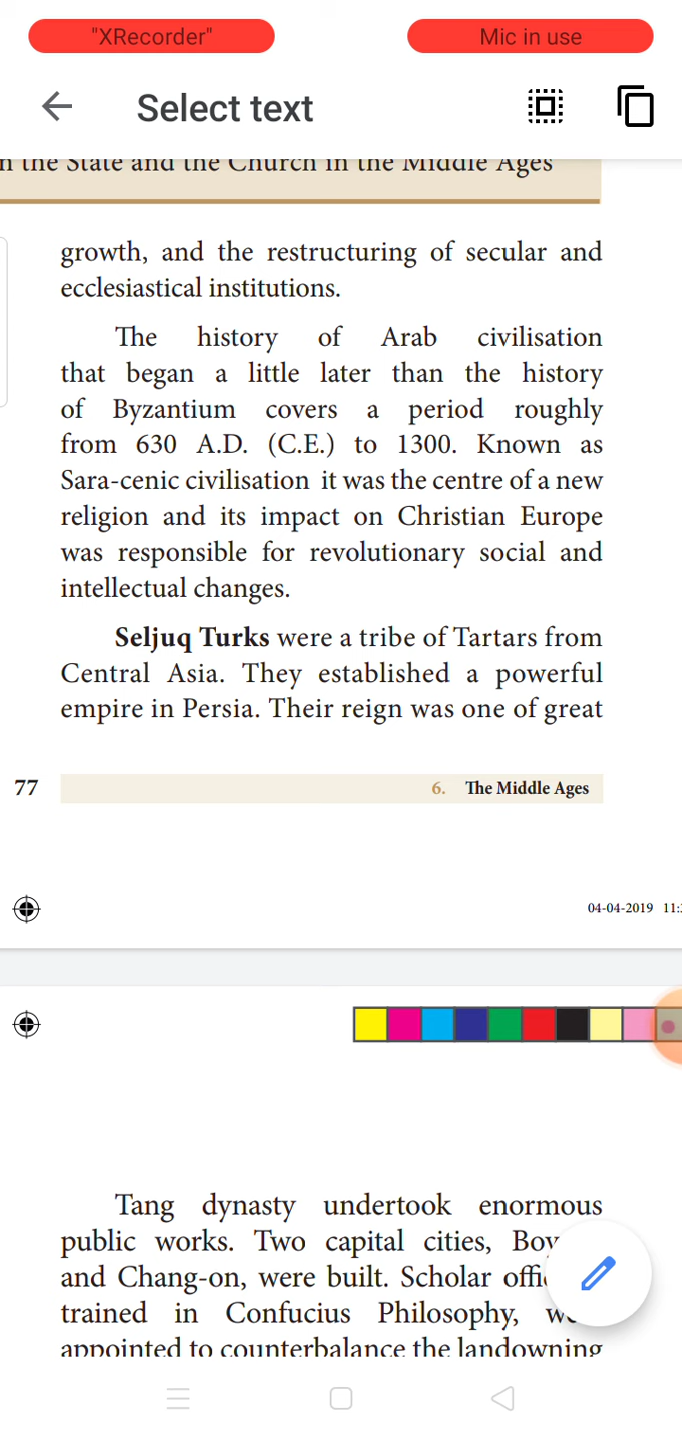 "XRecorder" Mic in use
Select text
the State and the Church in the Middle Ages
growth, and the restructuring of secular and
ecclesiastical institutions.
The history of Arab civilisation
that began a little later than the history
of Byzantium covers a period roughly
from 630 A.D. (C.E.) to 1300. Known as
Sara-cenic civilisation it was the centre of a new
religion and its impact on Christian Europe
was responsible for revolutionary social and
intellectual changes.
Seljuq Turks were a tribe of Tartars from
Central Asia. They established a powerful
empire in Persia. Their reign was one of great
77 6. The Middle Ages
04-04-2019 11:
Tang dynasty undertook enormous
public works. Two capital cities,
and Chang-on, were built. Scholar
trained in Confucius Philosophy,
appointed to counterbalance the landowning